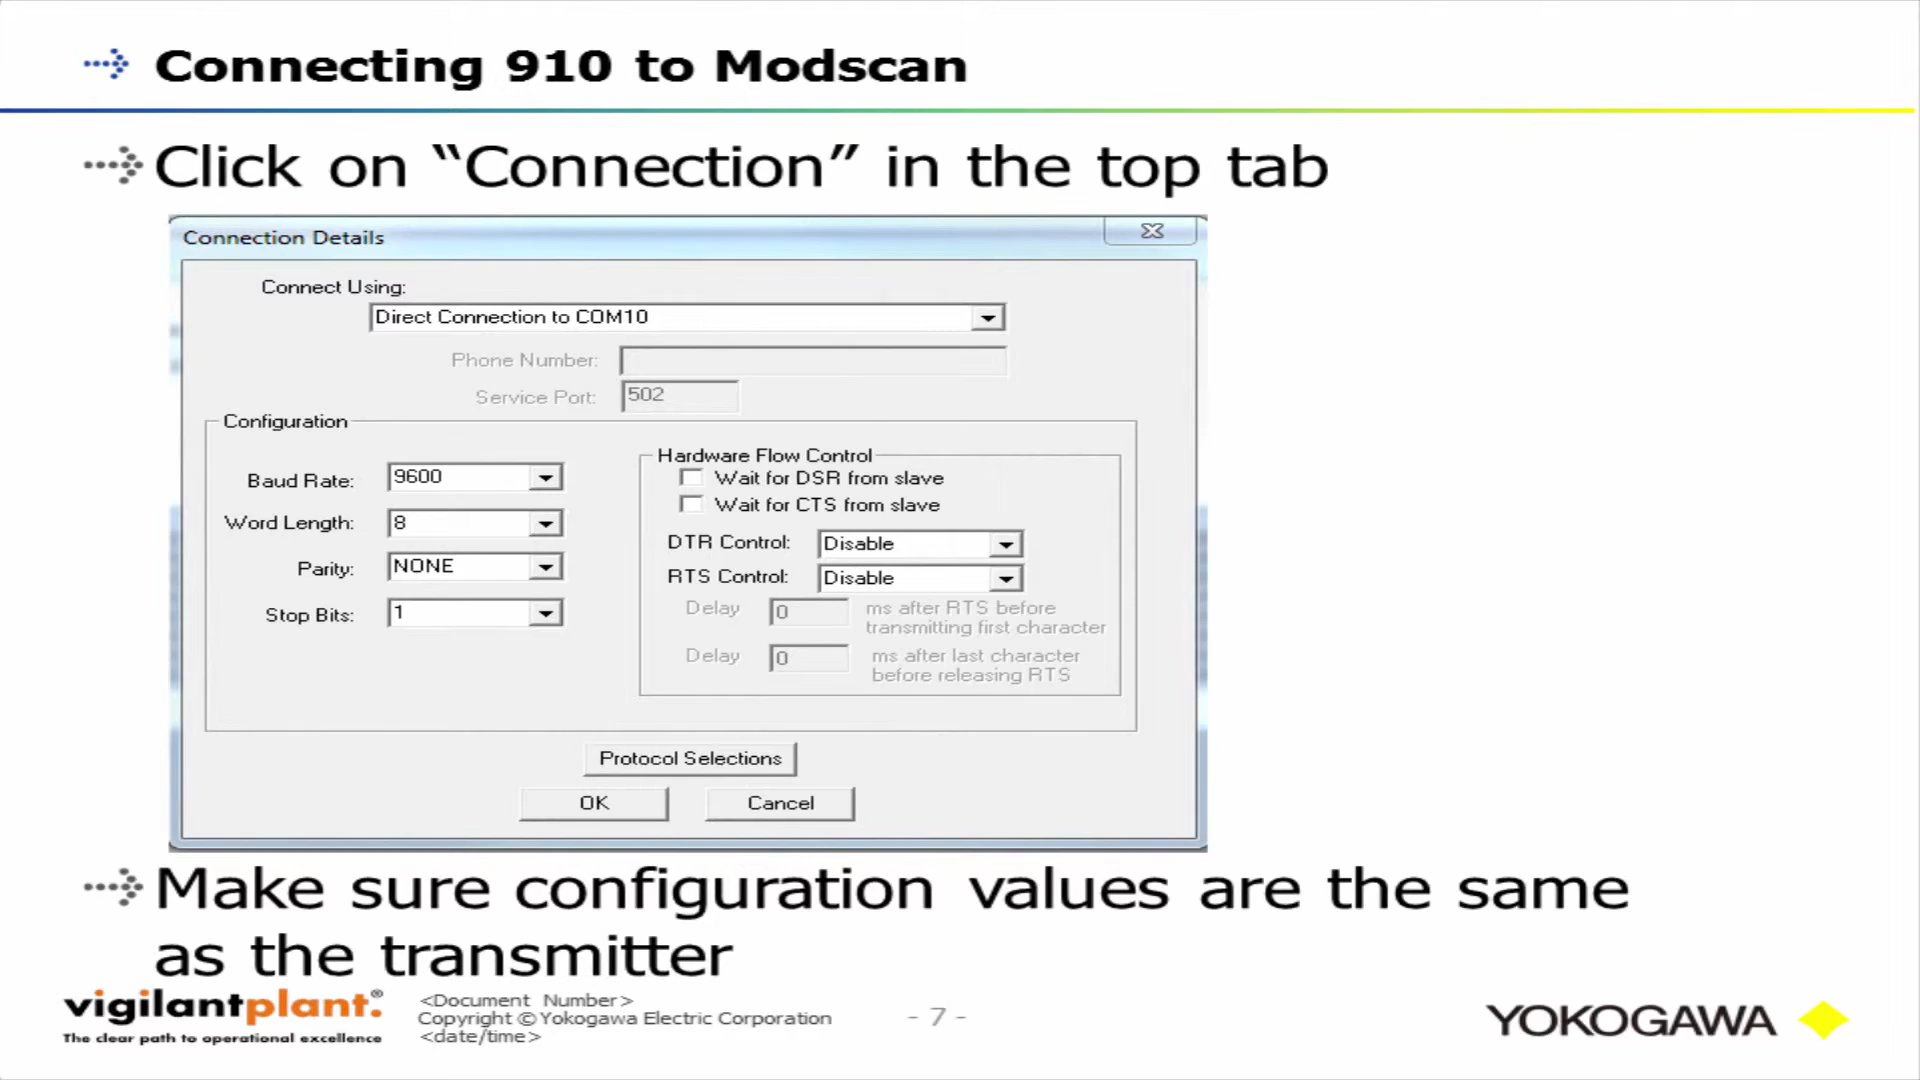 Connecting 910 to Modscan
Click on “Connection” in the top tab
Connection Details
Connect Using:
Direct Connection to COM10
Phone Number:
Service Port: 502
Configuration
Baud Rate: 9600
Word Length: 8
Parity: NONE
Stop Bits: 1
Hardware Flow Control
Wait for DSR from slave
Wait for CTS from slave
DTR Control: Disable
RTS Control: Disable
Delay 0 ms after RTS before
transmitting first character
Delay 0 ms after last character
before releasing RTS
Protocol Selections
OK Cancel
Make sure configuration values are the same
as the transmitter
vigilantplant.®
The clear path to operational excellence
<Document Number>
Copyright © Yokogawa Electric Corporation
<date/time>
- 7 -
YOKOGAWA